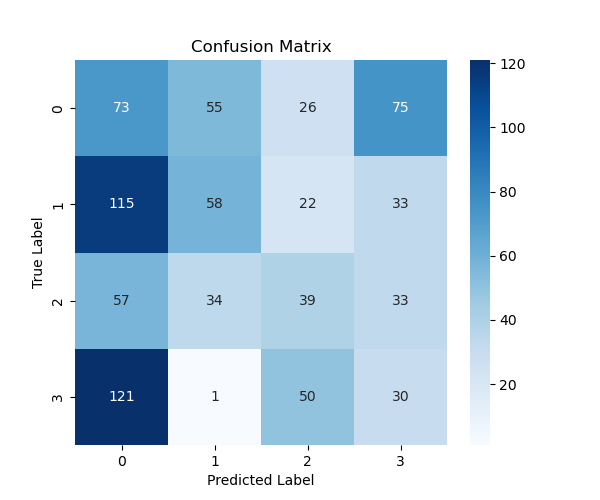 Confusion Matrix
True Label
0 73 55 26 75
1 115 58 22 33
2 57 34 39 33
3 121 1 50 30
0 1 2 3
Predicted Label
120
100
80
60
40
20